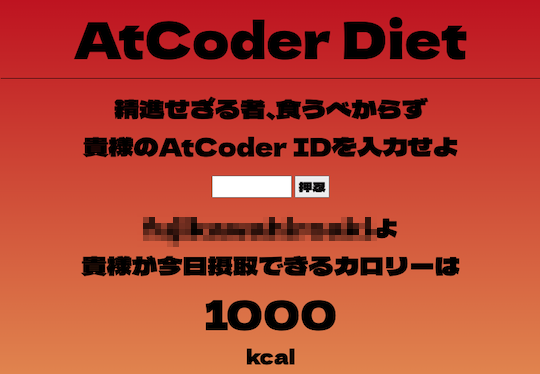 AtCoder Diet
精進せざる者、食うべからず
貴様のAtCoder IDを入力せよ
押忍
よ
貴様が今日摂取できるカロリーは
1000
kcal